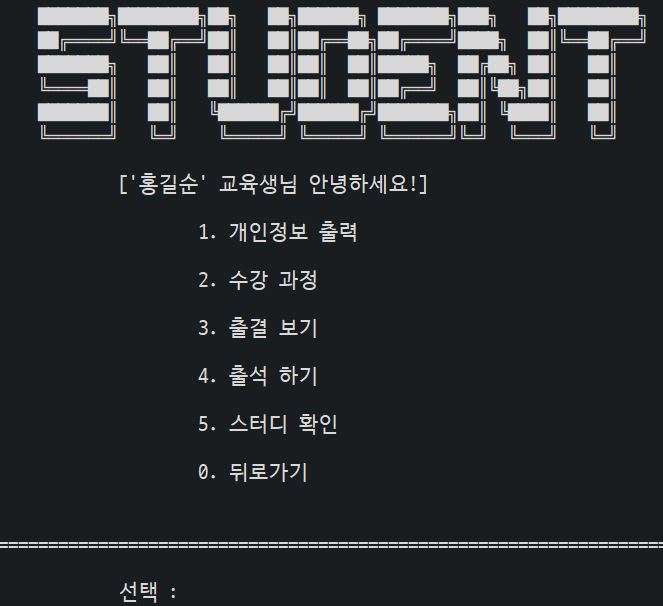 STUDENT
['홍길순' 교육생님 안녕하세요!]
1. 개인정보 출력
2. 수강 과정
3. 출결 보기
4. 출석 하기
5. 스터디 확인
0. 뒤로가기
선택 :